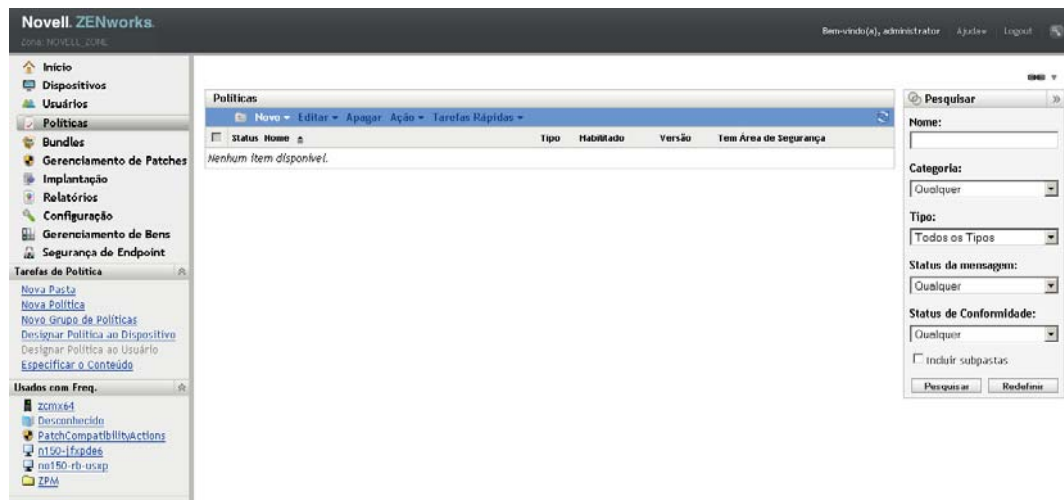 Novell. ZENworks.
Zona: NOVELL_ZONE
Bem-vindo(a), administrator Ajuda Logout
Início
Dispositivos
Usuários
Políticas
Bundles
Gerenciamento de Patches
Implantação
Relatórios
Configuração
Gerenciamento de Bens
Segurança de Endpoint
Tarefas de Política
Nova Pasta
Nova Política
Novo Grupo de Políticas
Designar Política ao Dispositivo
Designar Política ao Usuário
Especificar o Conteúdo
Usados com Freq.
zcmx64
Desconhecido
PatchCompatibilityActions
n150-jfxpde6
no150-rb-usxp
ZPM
Políticas
Novo Editar Apagar Ação Tarefas Rápidas
Status Nome Tipo Habilitado Versão Tem Área de Segurança
Nenhum item disponível.
Pesquisar
Nome:
Categoria:
Qualquer
Tipo:
Todos os Tipos
Status da mensagem:
Qualquer
Status de Conformidade:
Qualquer
Incluir subpastas
Pesquisar Redefinir